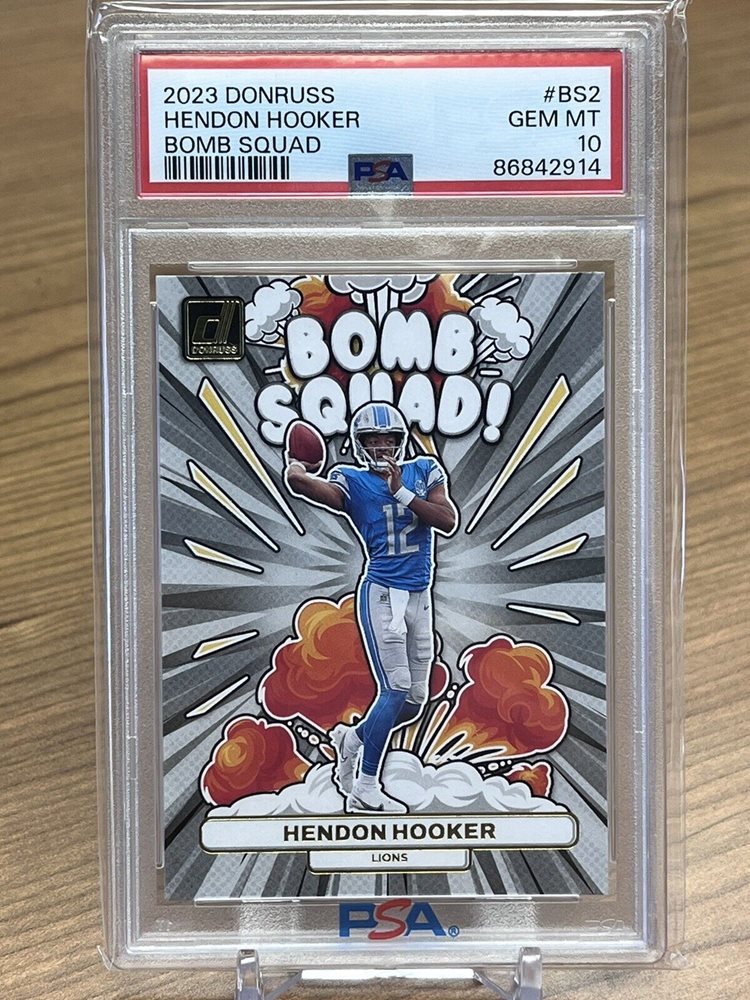 2023 DONRUSS #BS2
HENDON HOOKER GEM MT
BOMB SQUAD 10
PSA 86842914
DONRUSS
BOMB
SQUAD!
12
HENDON HOOKER
LIONS
PSA®